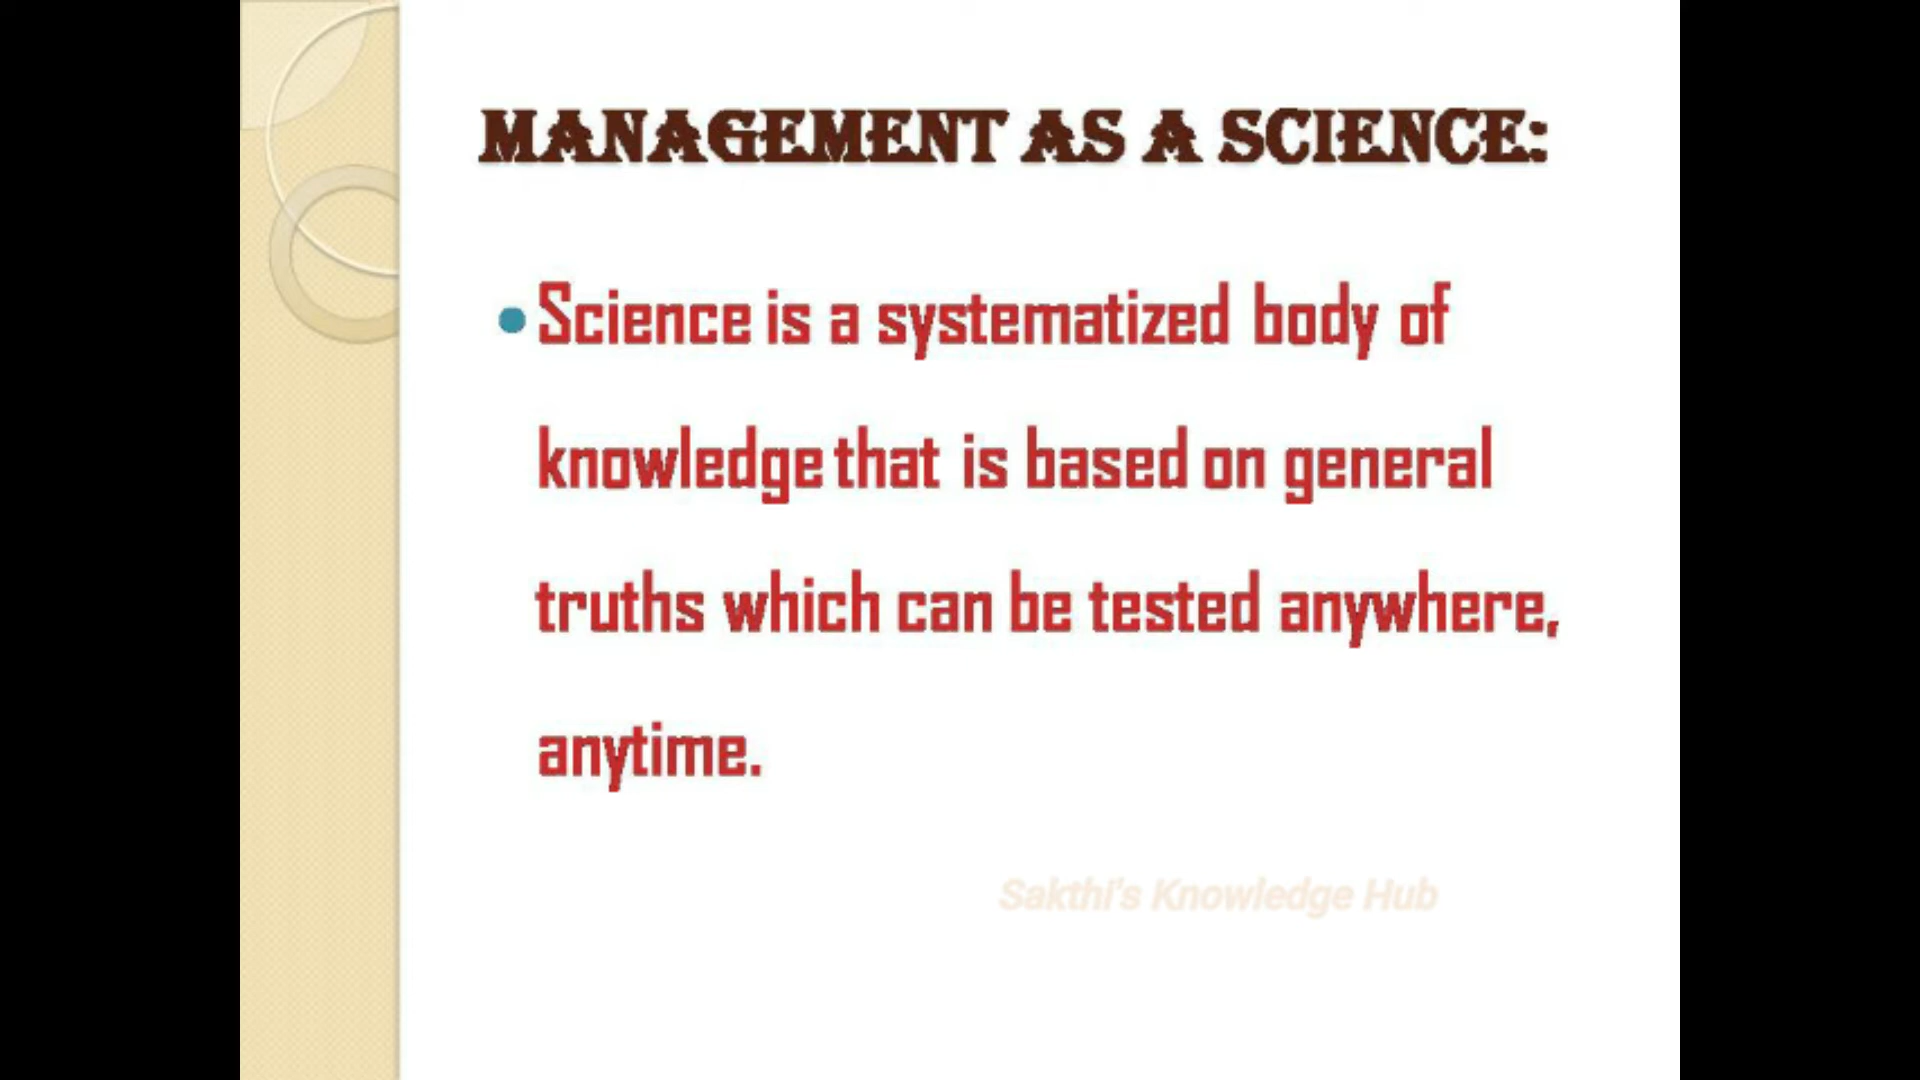 MANAGEMENT AS A SCIENCE:
• Science is a systematized body of
knowledge that is based on general
truths which can be tested anywhere,
anytime.
Sakthi's Knowledge Hub